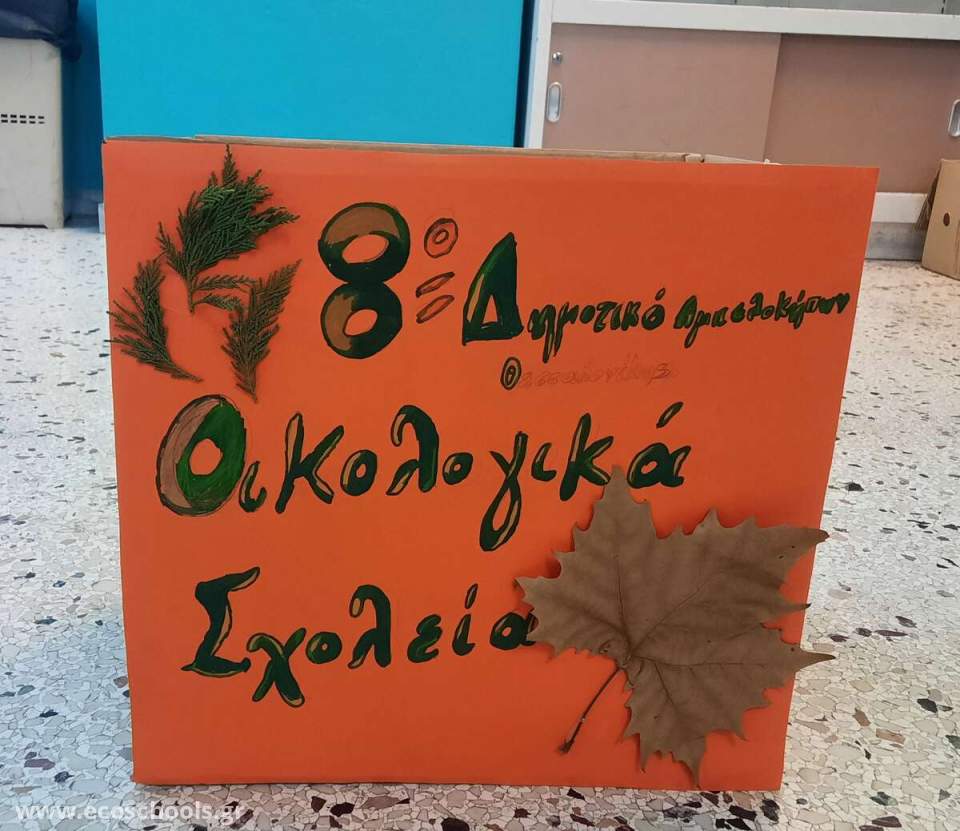 8ο Δημοτικό Αμπελοκήπων
Θεσσαλονίκης
Οικολογικά
Σχολεία
www.ecoschools.gr